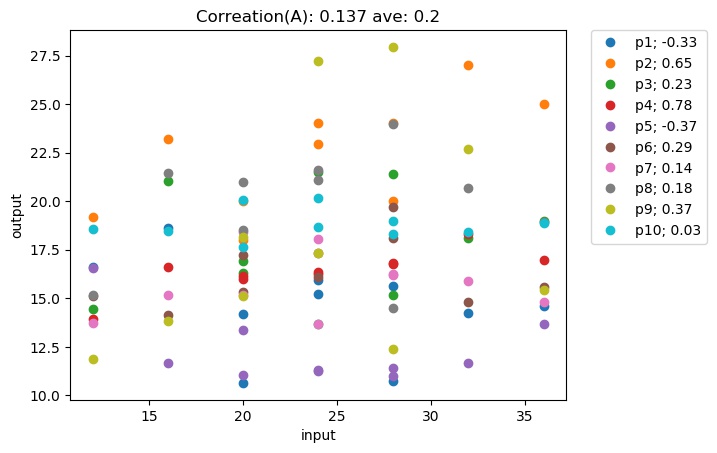 Correation(A): 0.137 ave: 0.2
output
27.5
25.0
22.5
20.0
17.5
15.0
12.5
10.0
15
20
25
30
35
input
p1; -0.33
p2; 0.65
p3; 0.23
p4; 0.78
p5; -0.37
p6; 0.29
p7; 0.14
p8; 0.18
p9; 0.37
p10; 0.03